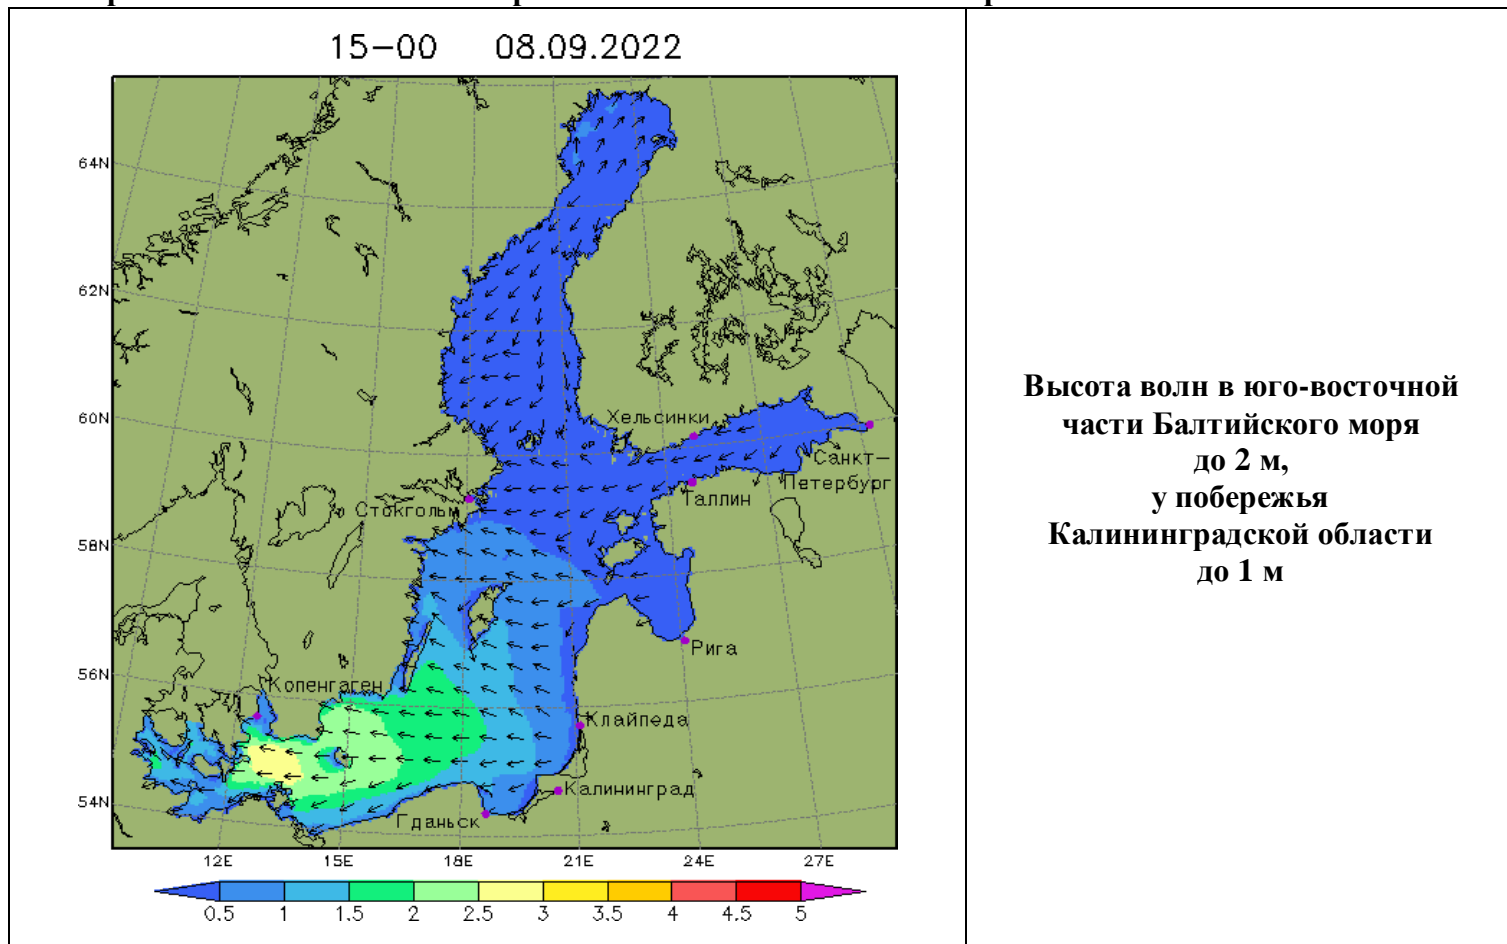 15-00 08.09.2022
64N
62N
60N
58N
56N
54N
Хельсинки
Санкт-
Петербург
Таллин
Стокгольм
Рига
Копенгаген
Клайпеда
Калининград
Гданьск
12E 15E 18E 21E 24E 27E
0.5 1 1.5 2 2.5 3 3.5 4 4.5 5
Высота волн в юго-восточной
части Балтийского моря
до 2 м,
у побережья
Калининградской области
до 1 м